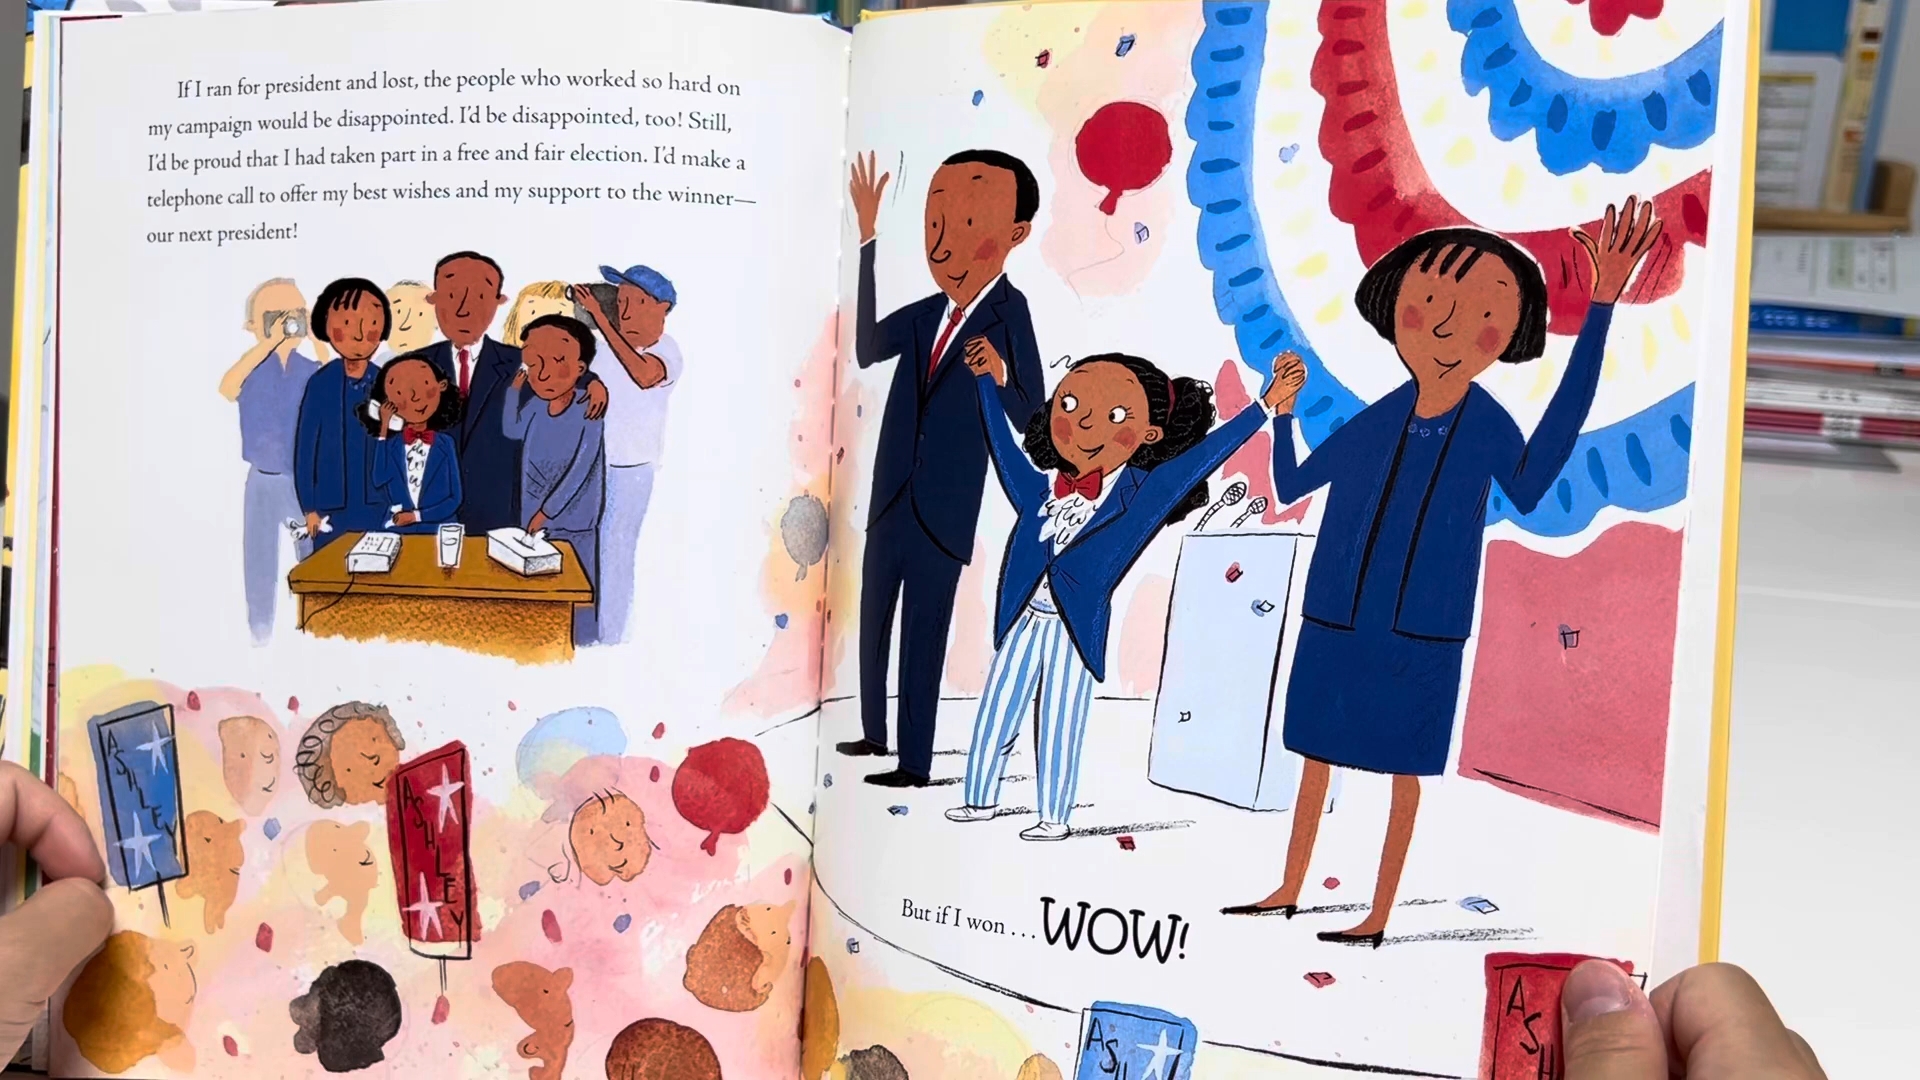 If I ran for president and lost, the people who worked so hard on
my campaign would be disappointed. I'd be disappointed, too! Still,
I'd be proud that I had taken part in a free and fair election. I'd make a
telephone call to offer my best wishes and my support to the winner—
our next president!
ASHLEY
ASHLEY
But if I won . . . WOW!
ASH
ASH